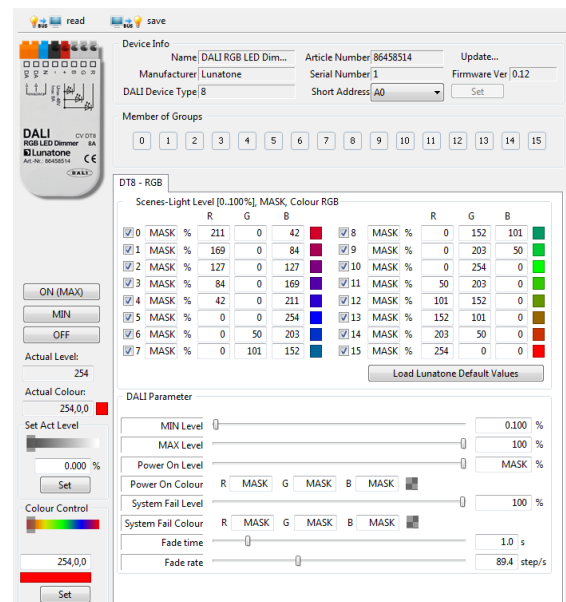 read save
Device Info
Name DALI RGB LED Dim... Article Number 86458514 Update...
Manufacturer Lunatone Serial Number 1 Firmware Ver 0.12
DALI Device Type 8 Short Address A0 Set
Member of Groups
0 1 2 3 4 5 6 7 8 9 10 11 12 13 14 15
DALI CV DT8
RGB LED Dimmer 8A
Lunatone
Art.-Nr.: 86458514 CE
DALI
DT8 - RGB
Scenes-Light Level [0..100%], MASK, Colour RGB
R G B R G B
0 MASK % 211 0 42 8 MASK % 0 152 101
1 MASK % 169 0 84 9 MASK % 0 203 50
2 MASK % 127 0 127 10 MASK % 0 254 0
3 MASK % 84 0 169 11 MASK % 50 203 0
4 MASK % 42 0 211 12 MASK % 101 152 0
5 MASK % 0 0 254 13 MASK % 152 101 0
6 MASK % 0 50 203 14 MASK % 203 50 0
7 MASK % 0 101 152 15 MASK % 254 0 0
Load Lunatone Default Values
ON (MAX)
MIN
OFF
Actual Level:
254
Actual Colour:
254,0,0
Set Act Level
0.000 %
Set
Colour Control
254,0,0
Set
DALI Parameter
MIN Level 0.100 %
MAX Level 100 %
Power On Level MASK %
Power On Colour R MASK G MASK B MASK
System Fail Level 100 %
System Fail Colour R MASK G MASK B MASK
Fade time 1.0 s
Fade rate 89.4 step/s